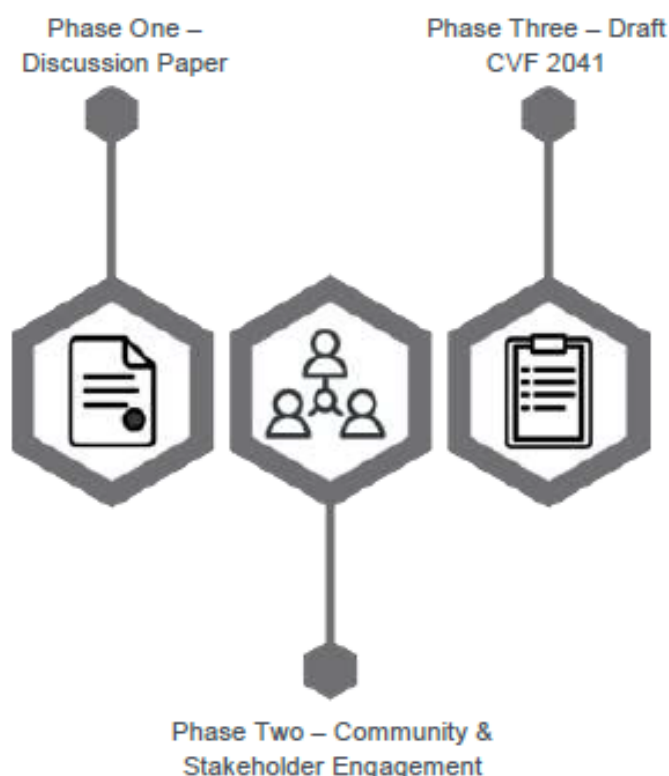 Phase One –
Discussion Paper
Phase Three – Draft
CVF 2041
Phase Two – Community &
Stakeholder Engagement